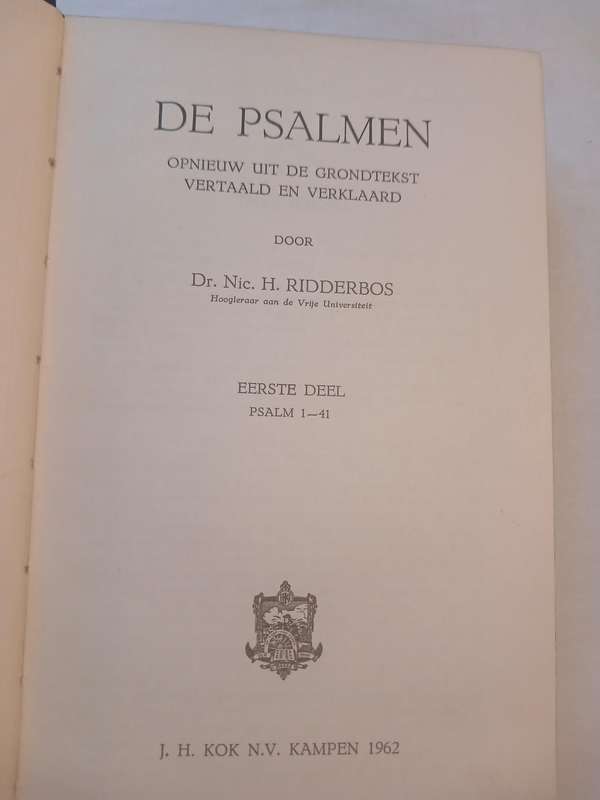 DE PSALMEN
OPNIEUW UIT DE GRONDTEKST
VERTAALD EN VERKLAARD
DOOR
Dr. Nic. H. RIDDERBOS
Hoogleraar aan de Vrije Universiteit
EERSTE DEEL
PSALM 1—41
J. H. KOK N.V. KAMPEN 1962